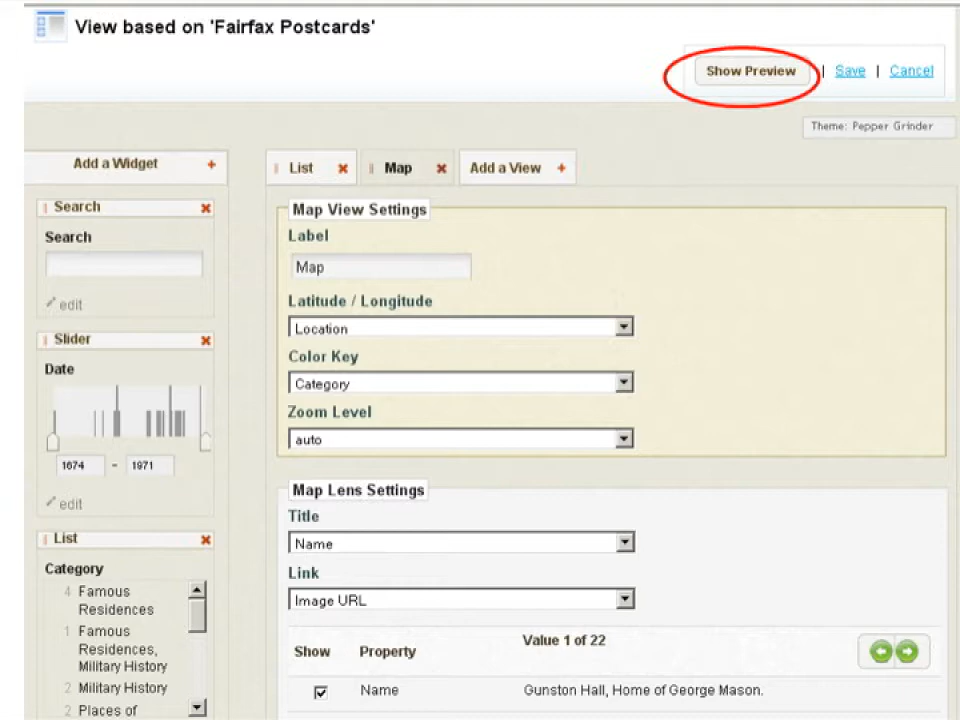 View based on 'Fairfax Postcards'
Show Preview | Save | Cancel
Theme: Pepper Grinder
Add a Widget +
List x Map x Add a View +
Search x
Search
edit
Slider x
Date
1674 - 1971
edit
List x
Category
4 Famous
Residences
1 Famous
Residences,
Military History
2 Military History
2 Places of
Map View Settings
Label
Map
Latitude / Longitude
Location
Color Key
Category
Zoom Level
auto
Map Lens Settings
Title
Name
Link
Image URL
Show Property Value 1 of 22
Name Gunston Hall, Home of George Mason.